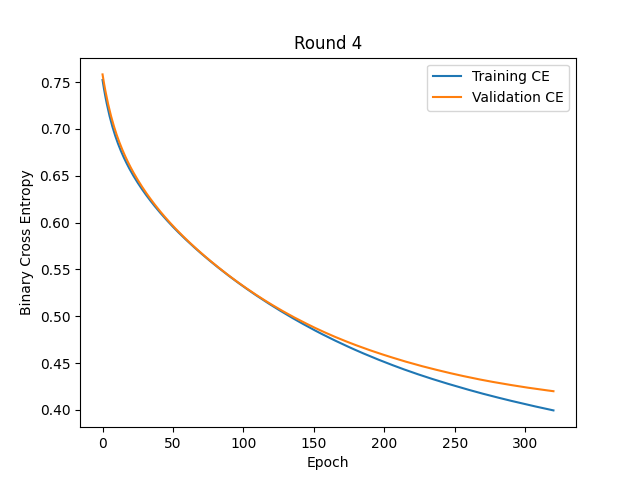 Round 4
Training CE
Validation CE
0.75
0.70
0.65
0.60
0.55
0.50
0.45
0.40
Binary Cross Entropy
0 50 100 150 200 250 300
Epoch